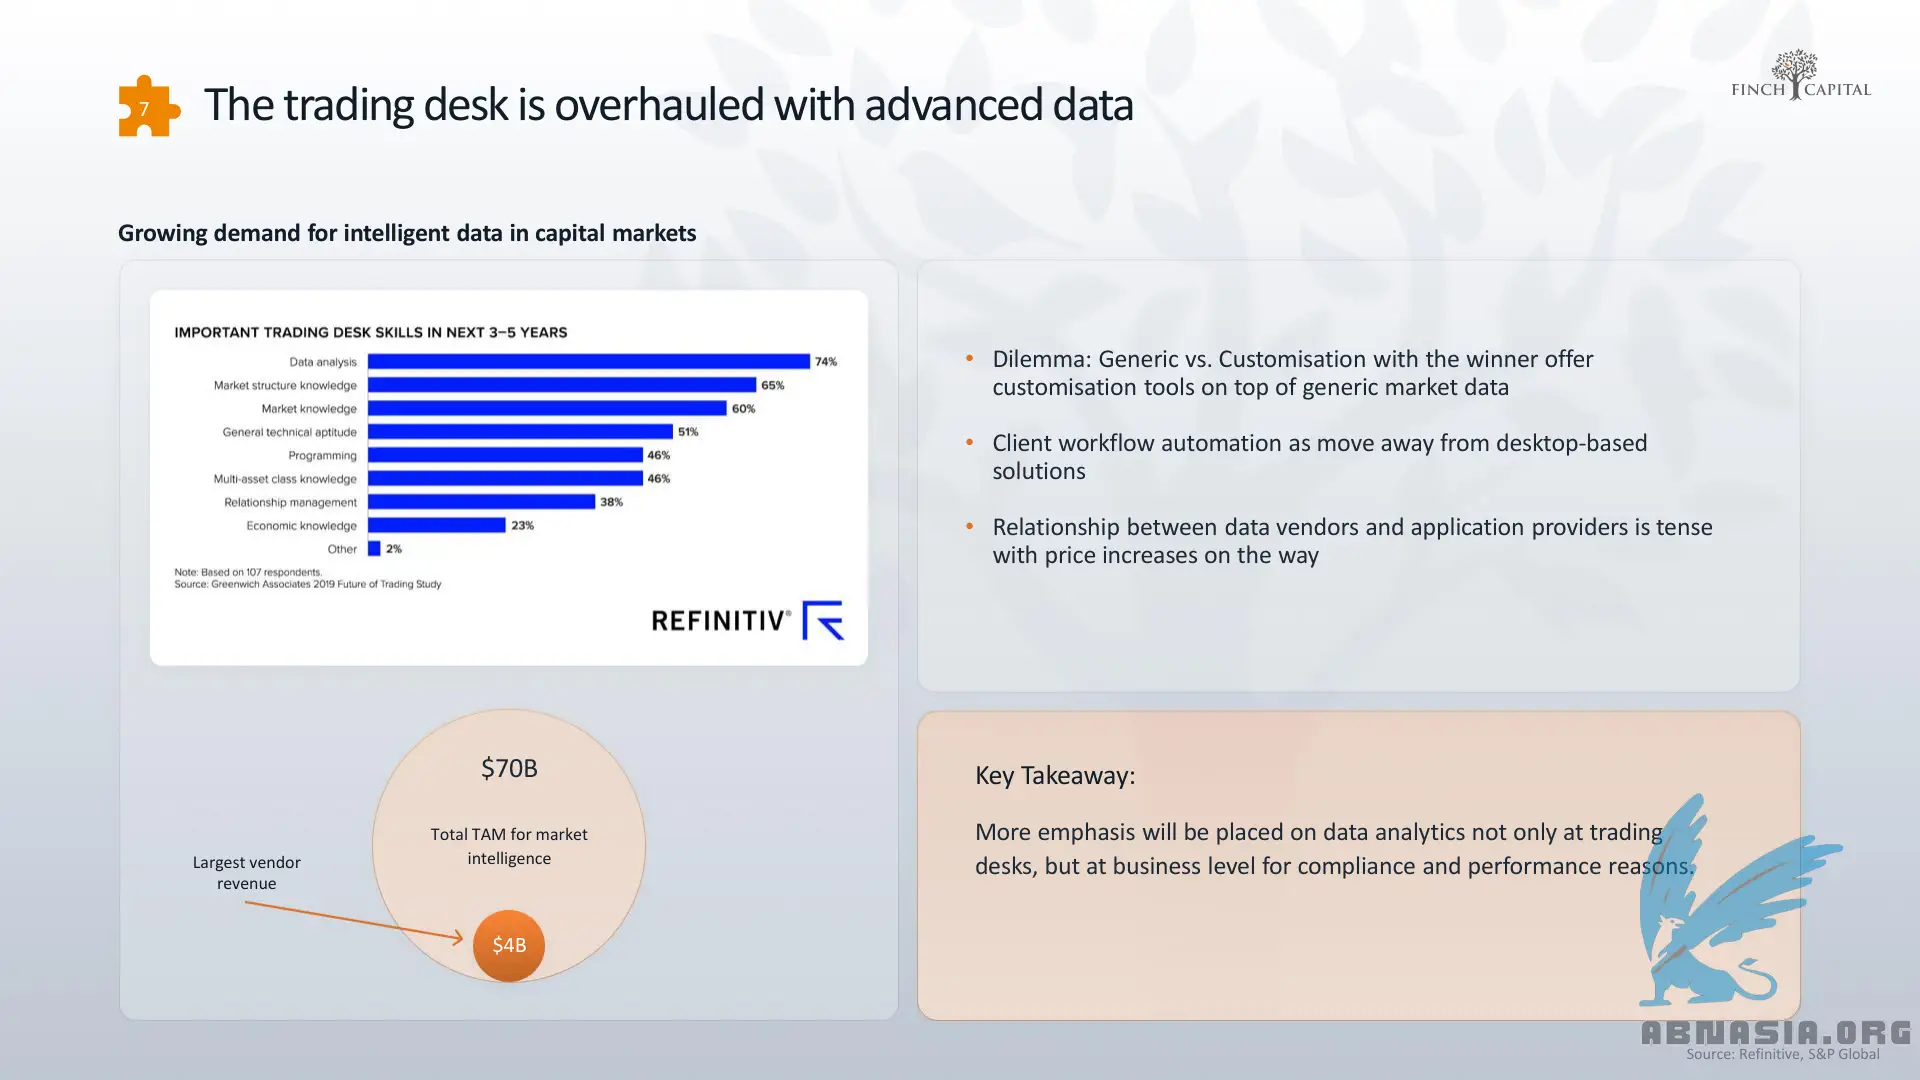 7
The trading desk is overhauled with advanced data
FINCH CAPITAL
Growing demand for intelligent data in capital markets
IMPORTANT TRADING DESK SKILLS IN NEXT 3–5 YEARS
Data analysis 74%
Market structure knowledge 65%
Market knowledge 60%
General technical aptitude 51%
Programming 46%
Multi-asset class knowledge 46%
Relationship management 38%
Economic knowledge 23%
Other 2%
Note: Based on 107 respondents.
Source: Greenwich Associates 2019 Future of Trading Study
REFINITIV®
$70B
Total TAM for market
intelligence
Largest vendor
revenue
$4B
• Dilemma: Generic vs. Customisation with the winner offer
customisation tools on top of generic market data
• Client workflow automation as move away from desktop-based
solutions
• Relationship between data vendors and application providers is tense
with price increases on the way
Key Takeaway:
More emphasis will be placed on data analytics not only at trading
desks, but at business level for compliance and performance reasons.
ABNASIA.ORG
Source: Refinitive, S&P Global